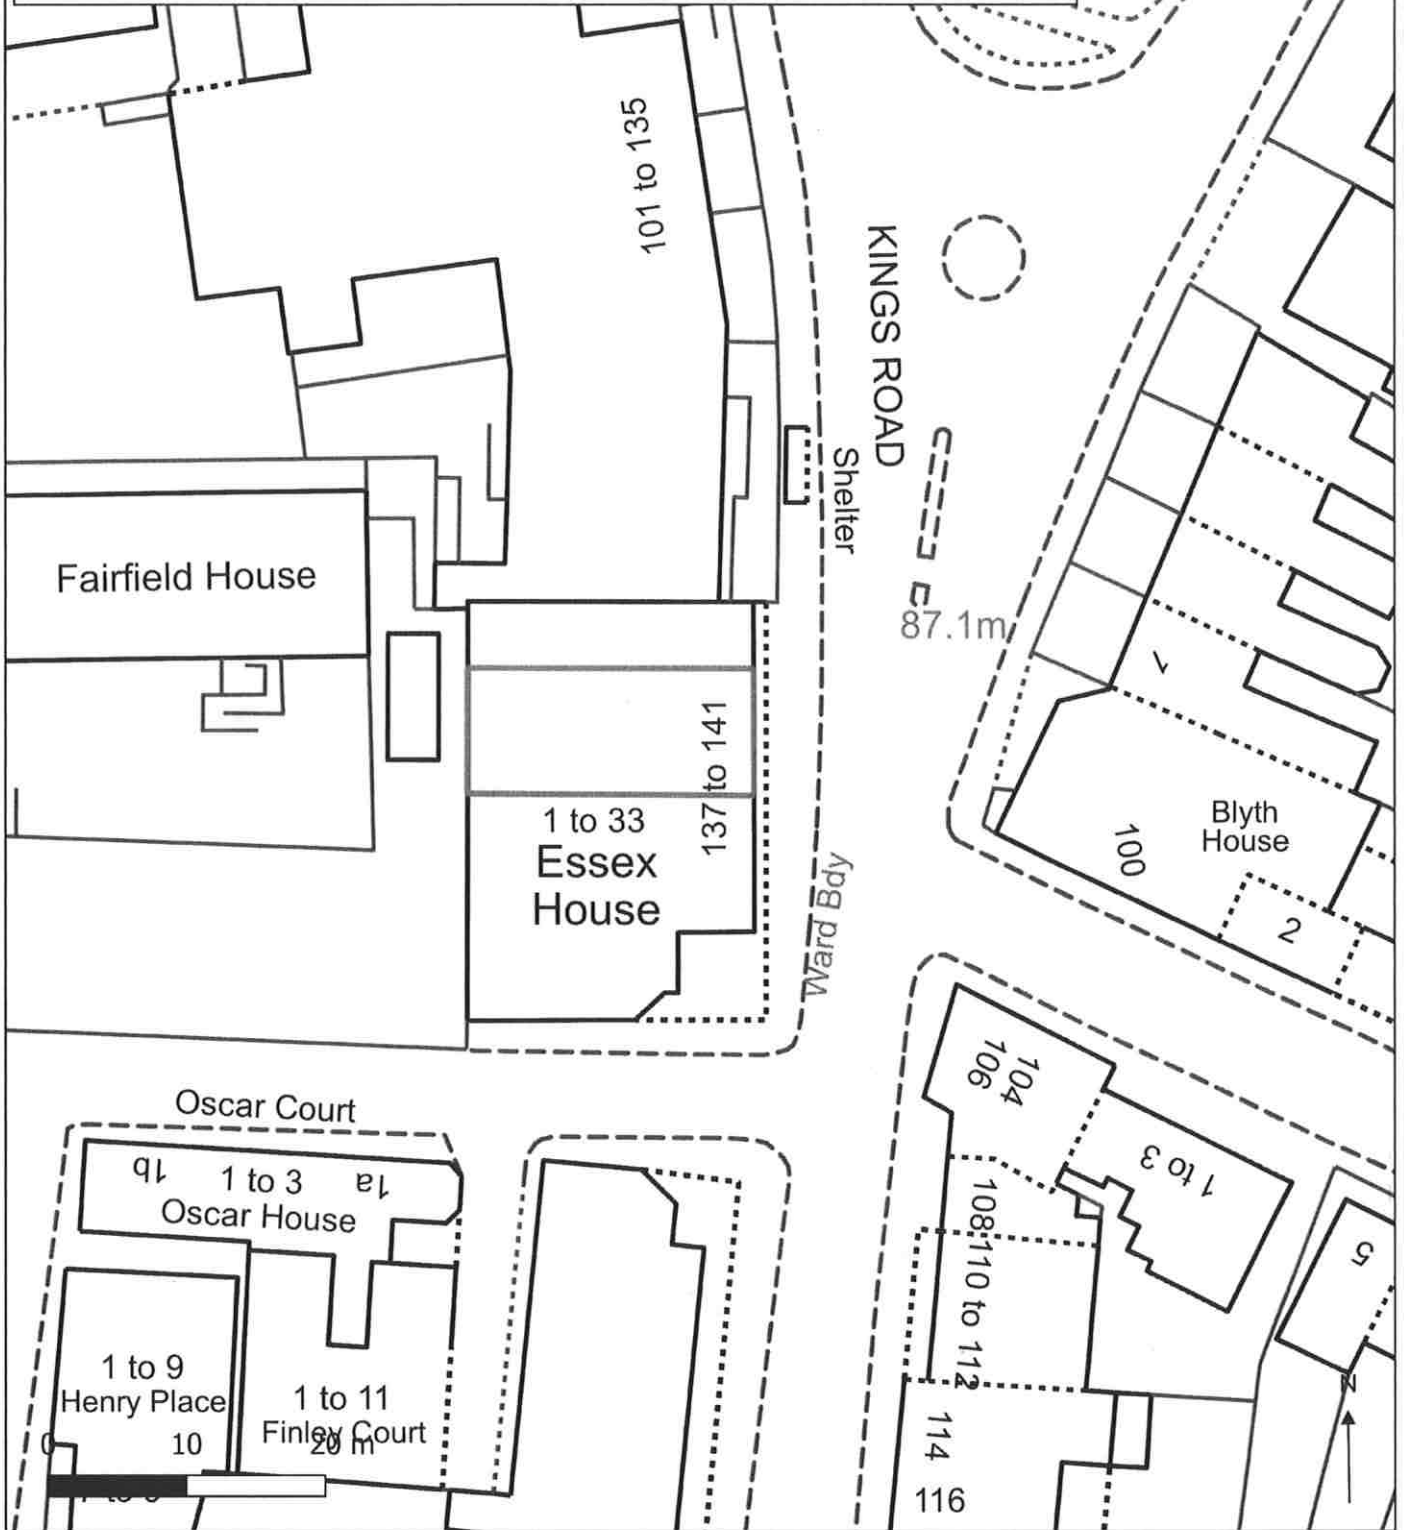 101 to 135
KINGS ROAD
Shelter
Fairfield House
87.1m
1
137 to 141
1 to 33
Essex
House
Blyth
House
100
2
Ward Bdy
104
106
Oscar Court
1b
1 to 3
1a
Oscar House
1 to 3
108
110 to 112
5
1 to 9
Henry Place
1 to 11
Finley Court
0
10
20 m
N
114
116